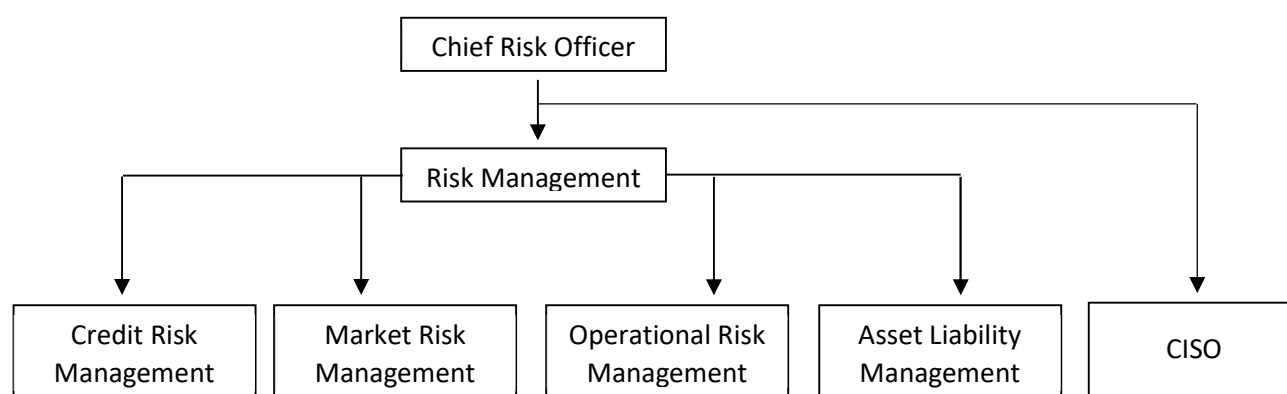 Chief Risk Officer
Risk Management
Credit Risk
Management
Market Risk
Management
Operational Risk
Management
Asset Liability
Management
CISO